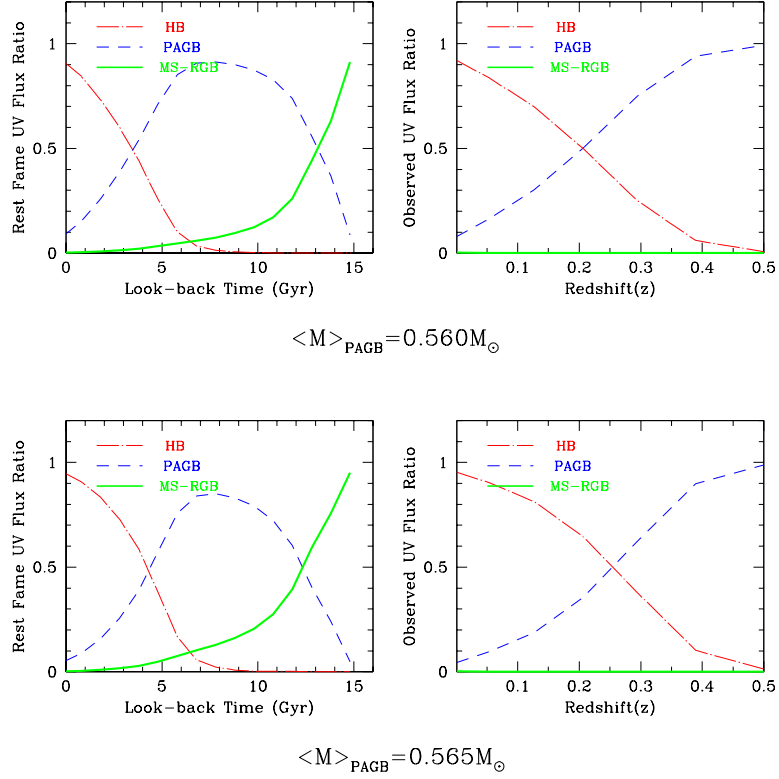 HB
PAGB
MS-RGB
Rest Fame UV Flux Ratio
1
0.5
0
0 5 10 15
Look-back Time (Gyr)
HB
PAGB
MS-RGB
Observed UV Flux Ratio
1
0.5
0
0.1 0.2 0.3 0.4 0.5
Redshift(z)
<M>PAGB=0.560M⊙
HB
PAGB
MS-RGB
Rest Fame UV Flux Ratio
1
0.5
0
0 5 10 15
Look-back Time (Gyr)
HB
PAGB
MS-RGB
Observed UV Flux Ratio
1
0.5
0
0.1 0.2 0.3 0.4 0.5
Redshift(z)
<M>PAGB=0.565M⊙